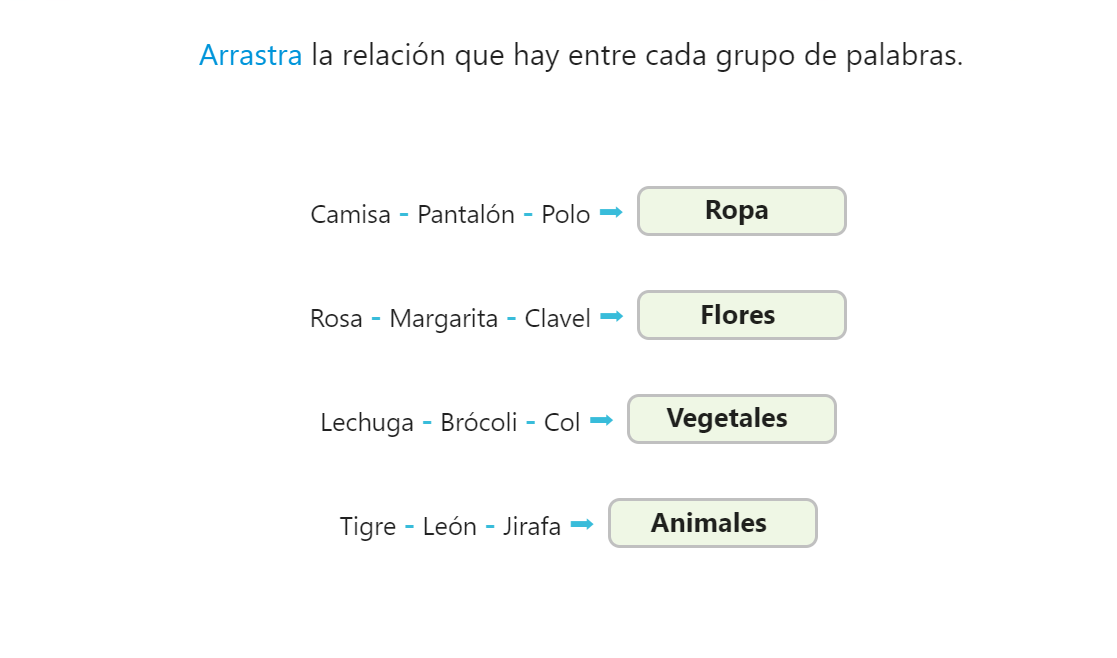 Arrastra la relación que hay entre cada grupo de palabras.
Camisa - Pantalón - Polo ➡ Ropa
Rosa - Margarita - Clavel ➡ Flores
Lechuga - Brócoli - Col ➡ Vegetales
Tigre - León - Jirafa ➡ Animales